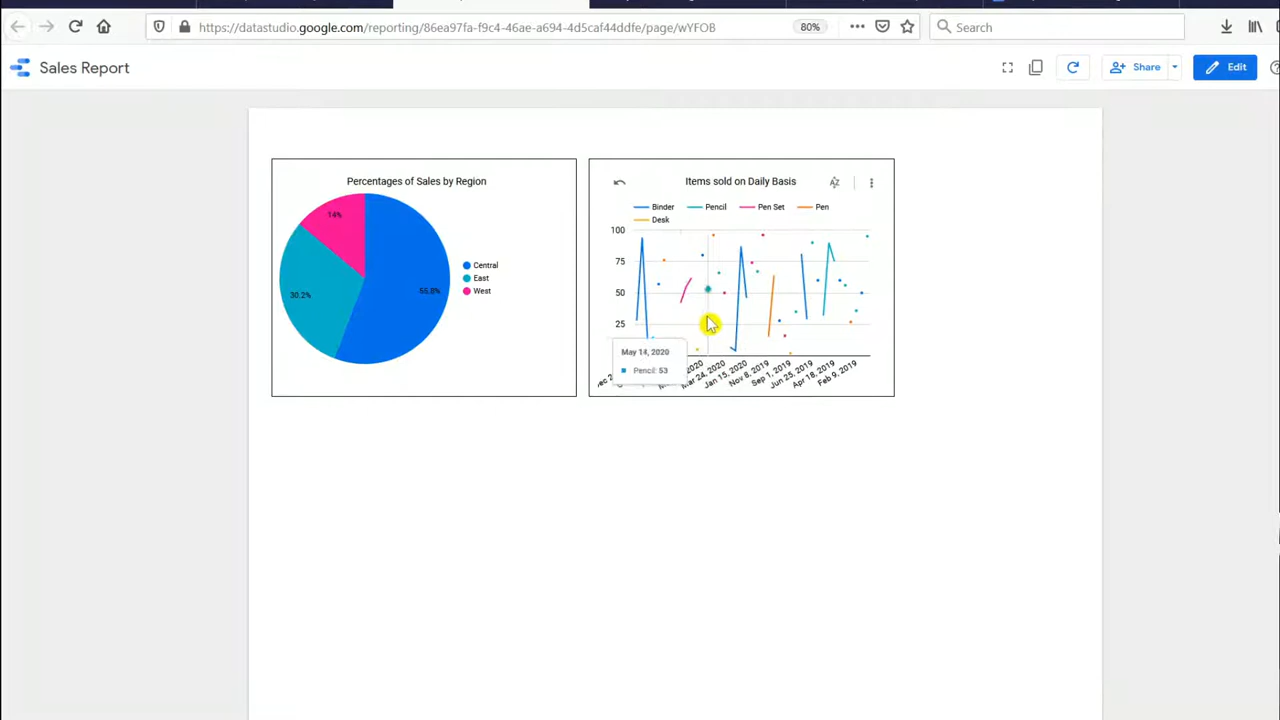 https://datastudio.google.com/reporting/86ea97fa-f9c4-46ae-a694-4d5caf44ddfe/page/wYFOB
80%
Search
Sales Report
Share
Edit
Percentages of Sales by Region
14%
30.2%
55.8%
Central
East
West
Items sold on Daily Basis
Binder Pencil Pen Set Pen
Desk
100
75
50
25
May 14, 2020
Pencil: 53
Mar 24, 2020
Jan 15, 2020
Nov 8, 2019
Sep 1, 2019
Jun 25, 2019
Apr 18, 2019
Feb 9, 2019